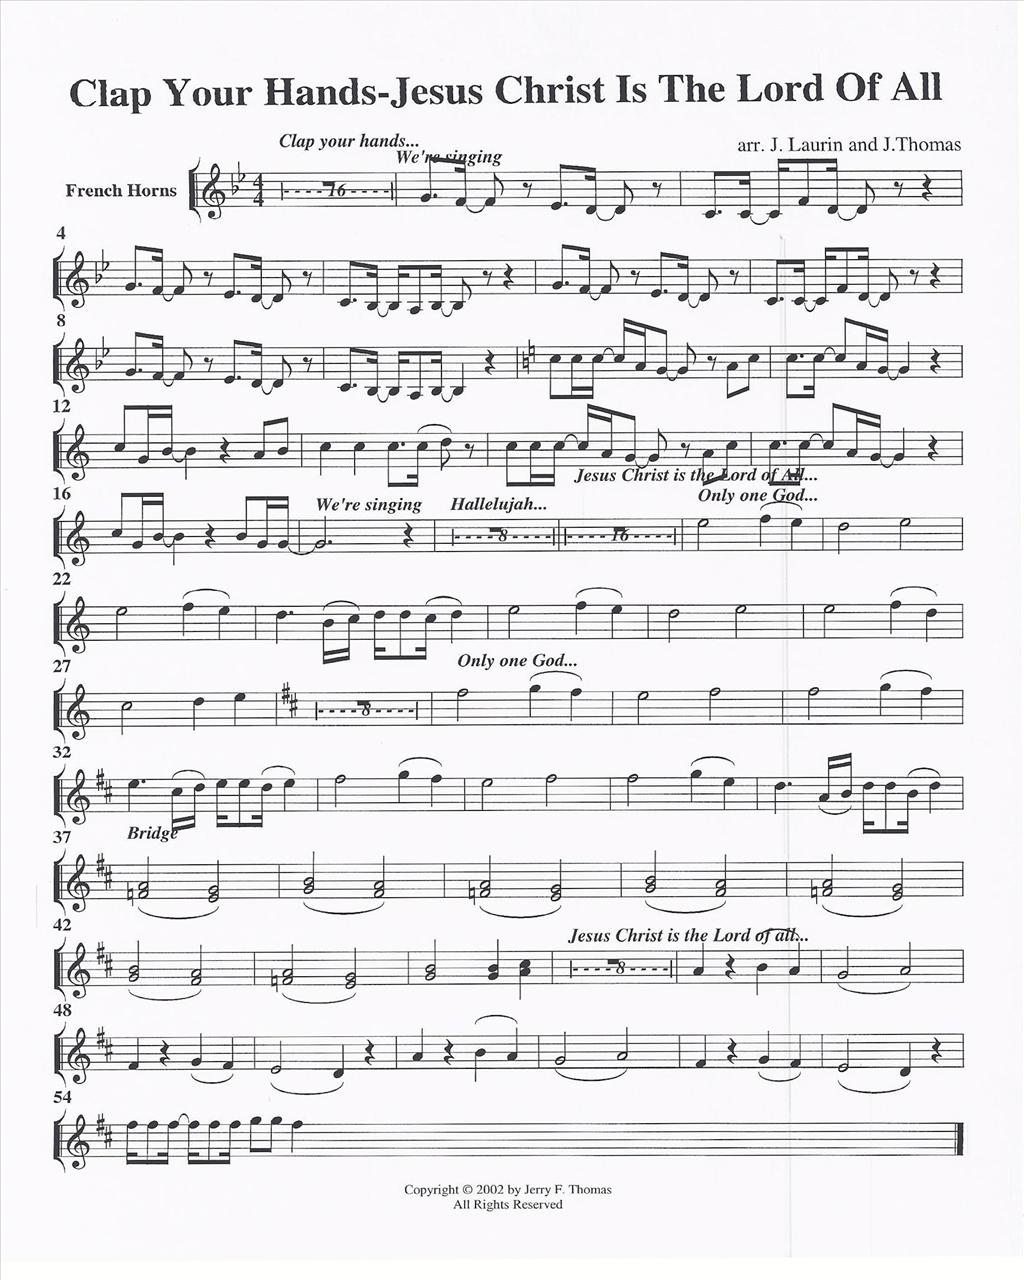 Clap Your Hands-Jesus Christ Is The Lord Of All
Clap your hands...
We're singing
arr. J. Laurin and J.Thomas
French Horns
16
4
8
12
Jesus Christ is the Lord of All...
16
We're singing
Hallelujah...
Only one God...
8
16
22
27
Only one God...
8
32
37
Bridge
42
Jesus Christ is the Lord of all...
8
48
54
Copyright © 2002 by Jerry F. Thomas
All Rights Reserved